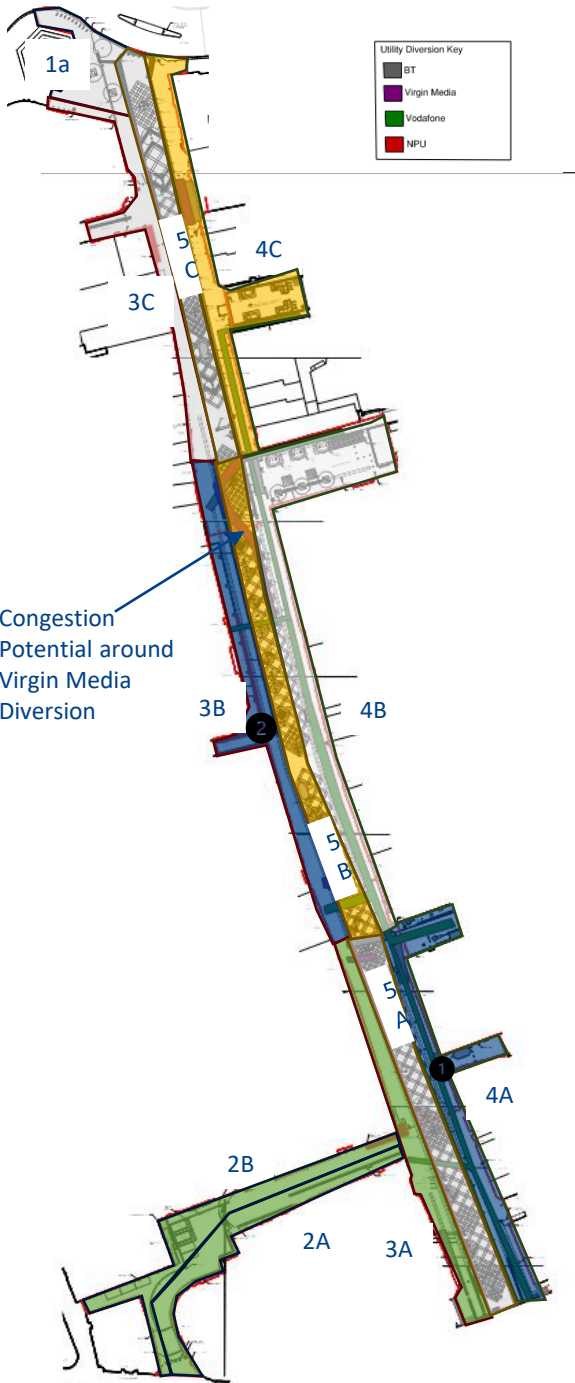 1a
Utility Diversion Key
BT
Virgin Media
Vodafone
NPU
5
C
4C
3C
Congestion
Potential around
Virgin Media
Diversion
3B
2
4B
5
B
5
A
1
4A
2B
2A
3A